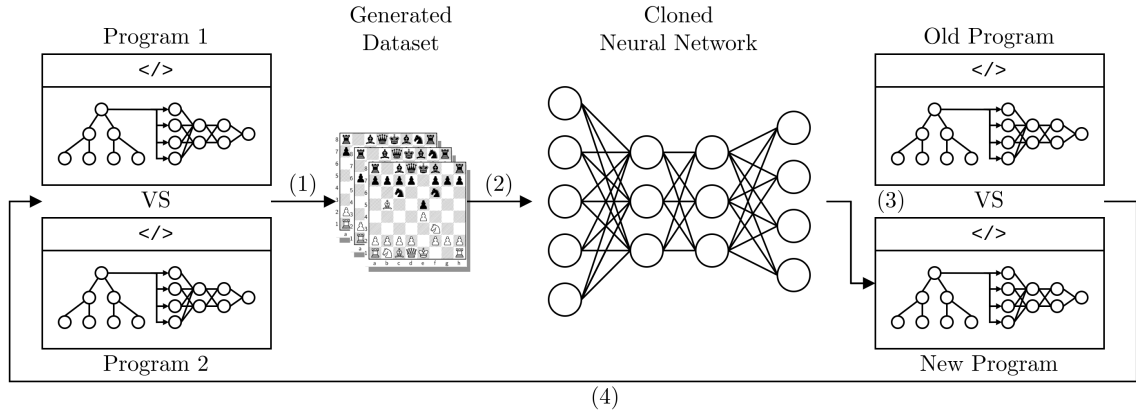 Generated
Dataset
Cloned
Neural Network
Program 1
</>
VS
</>
Program 2
(1)
(2)
Old Program
</>
(3)
VS
</>
New Program
(4)
a b c d e f g h